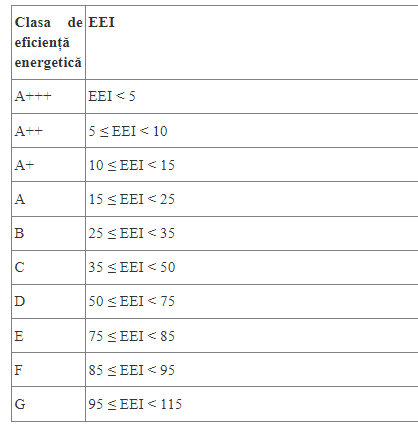 Clasa de EEI
eficiență
energetică
A+++ EEI < 5
A++ 5 ≤ EEI < 10
A+ 10 ≤ EEI < 15
A 15 ≤ EEI < 25
B 25 ≤ EEI < 35
C 35 ≤ EEI < 50
D 50 ≤ EEI < 75
E 75 ≤ EEI < 85
F 85 ≤ EEI < 95
G 95 ≤ EEI < 115